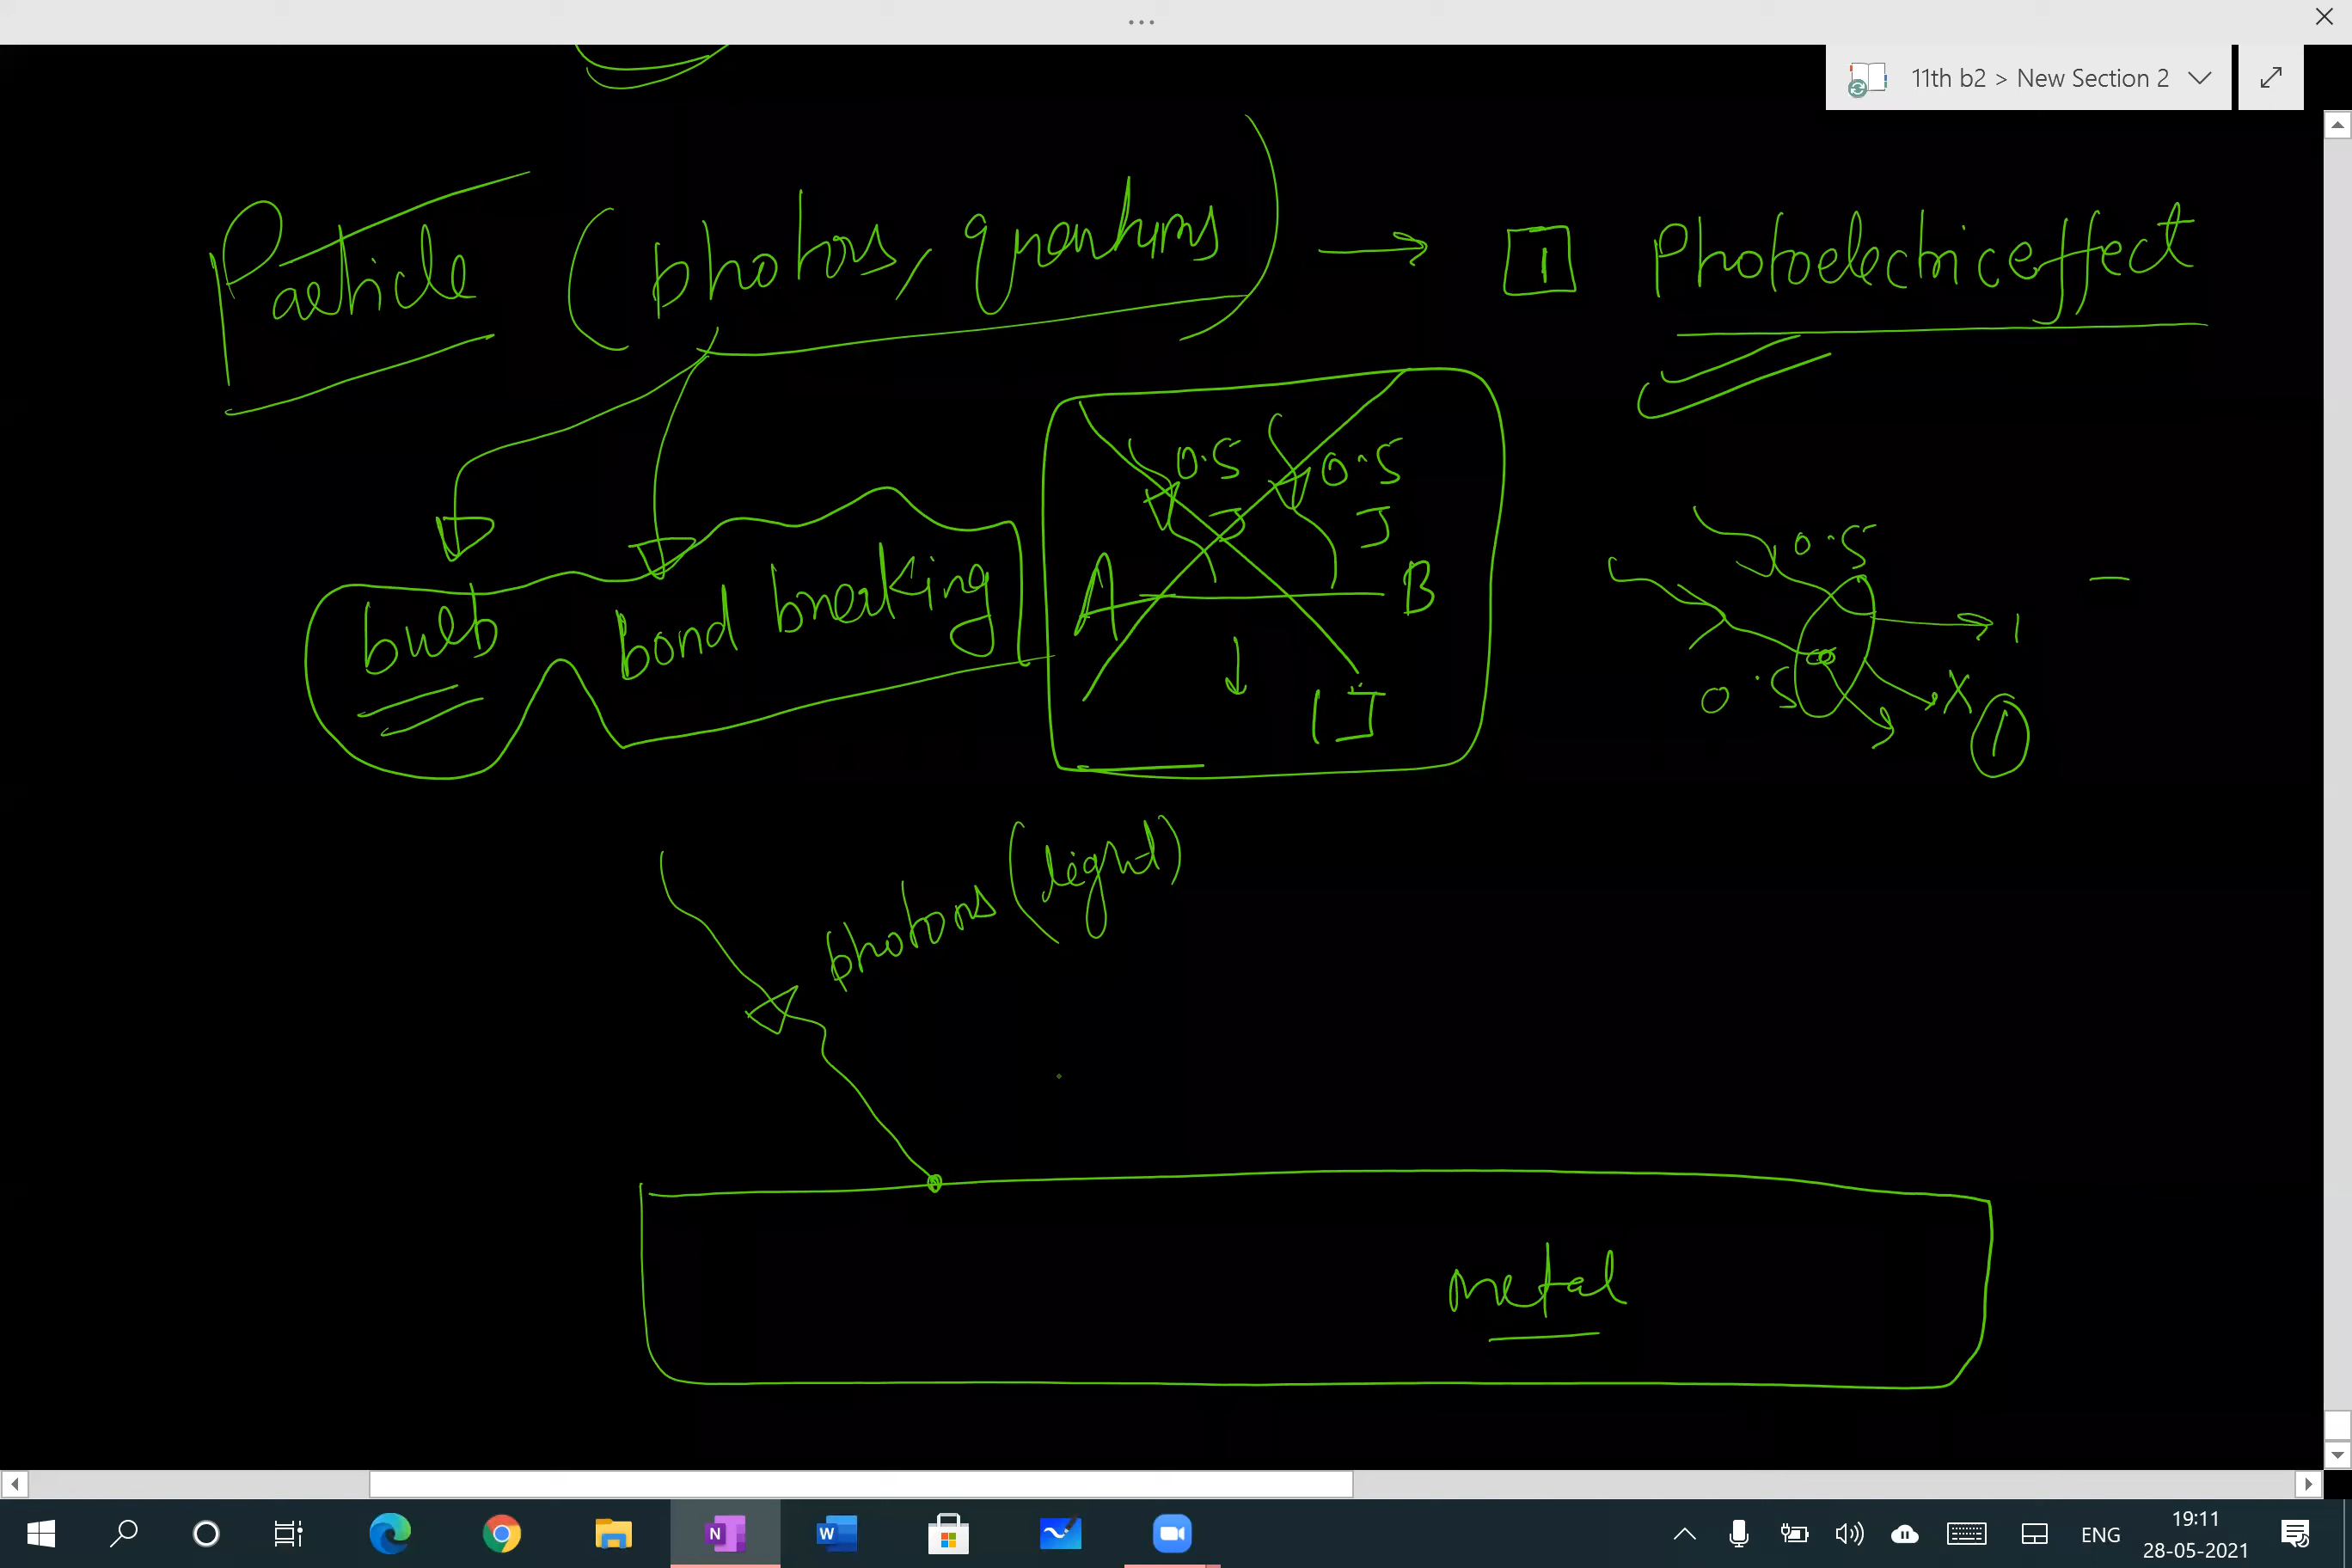 11th b2 > New Section 2
Particle (photons, quantums) → 1 Photoelectric effect
0.5 J 0.5 J
A B
1 J
0.5
1
0.5 X 1
bulb bond breaking
photons (light)
metal
ENG
19:11
28-05-2021